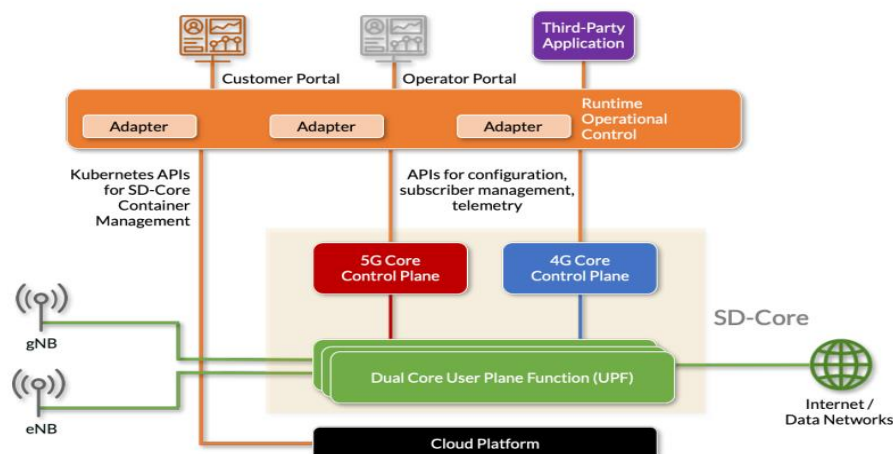 Third-Party
Application
Customer Portal
Operator Portal
Adapter
Adapter
Adapter
Runtime
Operational
Control
Kubernetes APIs
for SD-Core
Container
Management
APIs for configuration,
subscriber management,
telemetry
5G Core
Control Plane
4G Core
Control Plane
SD-Core
gNB
eNB
Dual Core User Plane Function (UPF)
Internet /
Data Networks
Cloud Platform